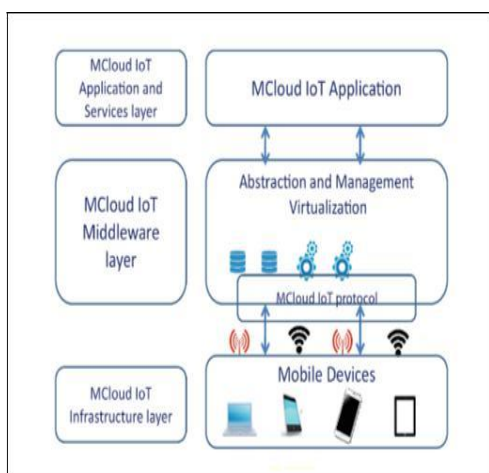 MCloud IoT
Application and
Services layer
MCloud IoT Application
MCloud IoT
Middleware
layer
Abstraction and Management
Virtualization
MCloud IoT protocol
MCloud IoT
Infrastructure layer
Mobile Devices